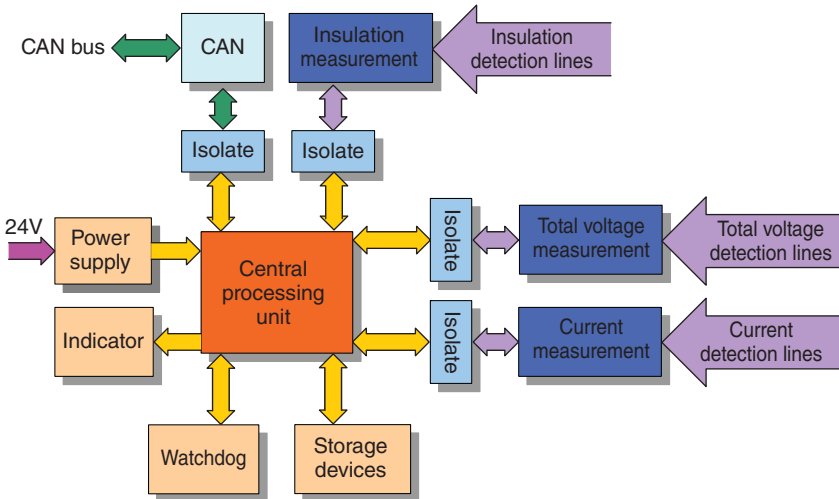 CAN bus
CAN
Insulation
measurement
Insulation
detection lines
Isolate
Isolate
24V
Power
supply
Central
processing
unit
Isolate
Total voltage
measurement
Total voltage
detection lines
Indicator
Isolate
Current
measurement
Current
detection lines
Watchdog
Storage
devices